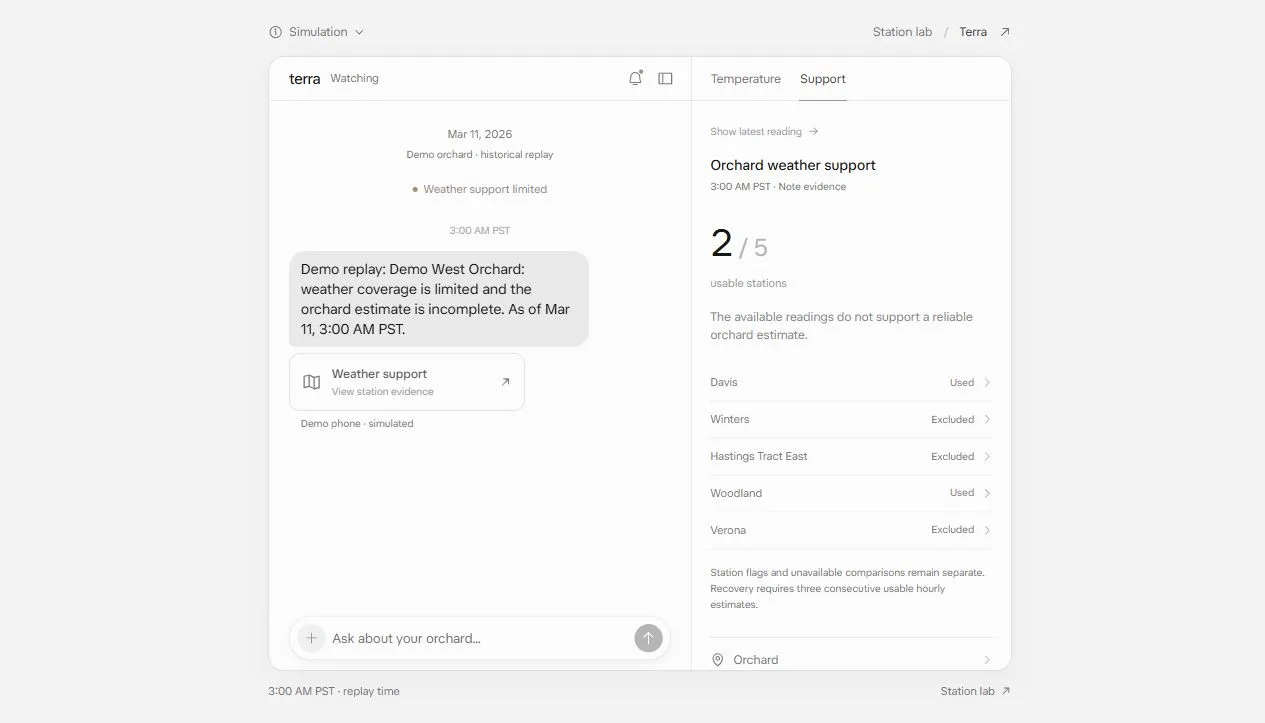 Simulation
Station lab / Terra
terra Watching
Temperature Support
Mar 11, 2026
Demo orchard · historical replay
Weather support limited
3:00 AM PST
Demo replay: Demo West Orchard:
weather coverage is limited and the
orchard estimate is incomplete. As of Mar
11, 3:00 AM PST.
Weather support
View station evidence
Demo phone · simulated
Ask about your orchard...
Show latest reading →
Orchard weather support
3:00 AM PST · Note evidence
2 / 5
usable stations
The available readings do not support a reliable
orchard estimate.
Davis Used
Winters Excluded
Hastings Tract East Excluded
Woodland Used
Verona Excluded
Station flags and unavailable comparisons remain separate.
Recovery requires three consecutive usable hourly
estimates.
Orchard
3:00 AM PST · replay time
Station lab